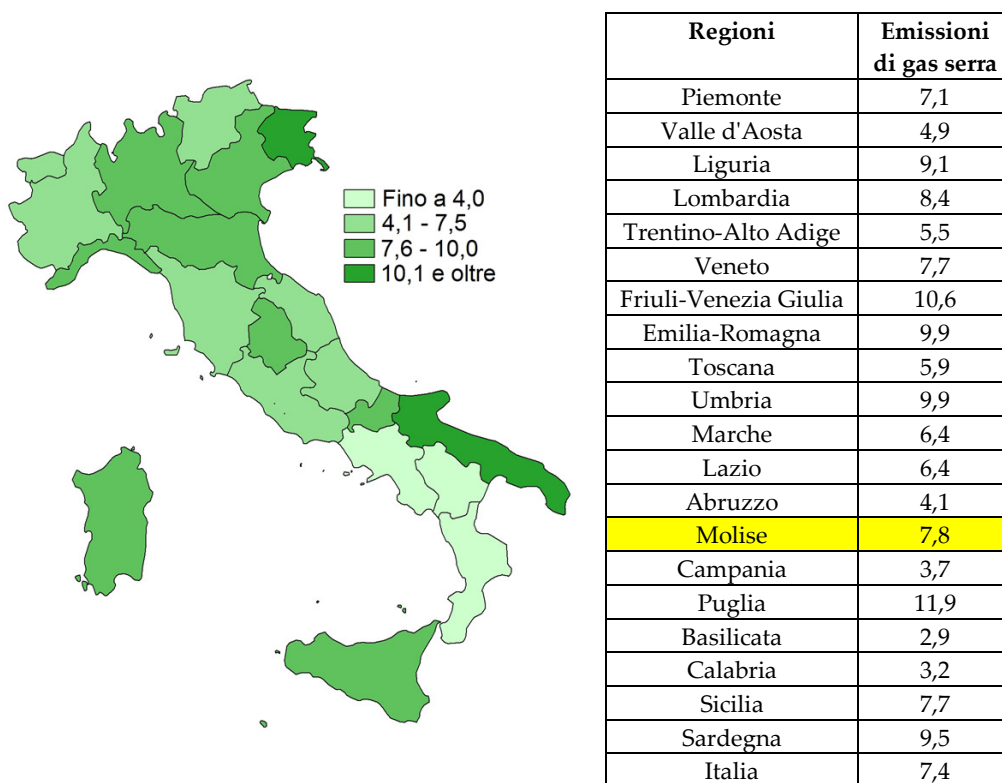 Fino a 4,0
4,1 - 7,5
7,6 - 10,0
10,1 e oltre
Regioni Emissioni
di gas serra
Piemonte 7,1
Valle d'Aosta 4,9
Liguria 9,1
Lombardia 8,4
Trentino-Alto Adige 5,5
Veneto 7,7
Friuli-Venezia Giulia 10,6
Emilia-Romagna 9,9
Toscana 5,9
Umbria 9,9
Marche 6,4
Lazio 6,4
Abruzzo 4,1
Molise 7,8
Campania 3,7
Puglia 11,9
Basilicata 2,9
Calabria 3,2
Sicilia 7,7
Sardegna 9,5
Italia 7,4